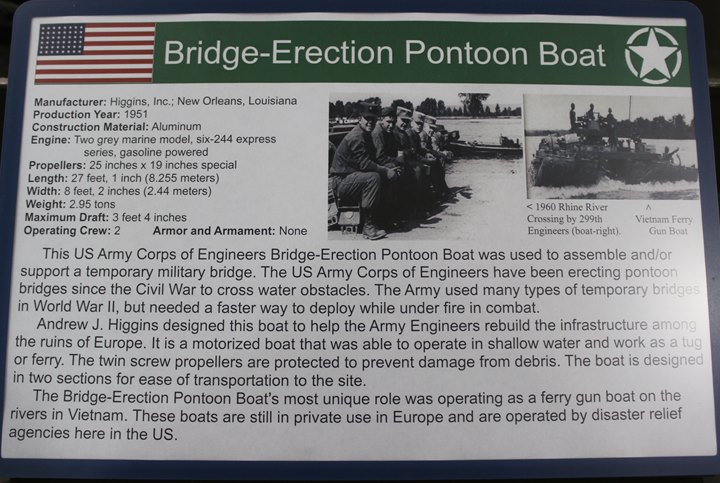 Bridge-Erection Pontoon Boat
Manufacturer: Higgins, Inc.; New Orleans, Louisiana
Production Year: 1951
Construction Material: Aluminum
Engine: Two grey marine model, six-244 express
series, gasoline powered
Propellers: 25 inches x 19 inches special
Length: 27 feet, 1 inch (8.255 meters)
Width: 8 feet, 2 inches (2.44 meters)
Weight: 2.95 tons
Maximum Draft: 3 feet 4 inches
Operating Crew: 2 Armor and Armament: None
< 1960 Rhine River
Crossing by 299th
Engineers (boat-right).
^
Vietnam Ferry
Gun Boat
This US Army Corps of Engineers Bridge-Erection Pontoon Boat was used to assemble and/or
support a temporary military bridge. The US Army Corps of Engineers have been erecting pontoon
bridges since the Civil War to cross water obstacles. The Army used many types of temporary bridges
in World War II, but needed a faster way to deploy while under fire in combat.
Andrew J. Higgins designed this boat to help the Army Engineers rebuild the infrastructure among
the ruins of Europe. It is a motorized boat that was able to operate in shallow water and work as a tug
or ferry. The twin screw propellers are protected to prevent damage from debris. The boat is designed
in two sections for ease of transportation to the site.
The Bridge-Erection Pontoon Boat's most unique role was operating as a ferry gun boat on the
rivers in Vietnam. These boats are still in private use in Europe and are operated by disaster relief
agencies here in the US.